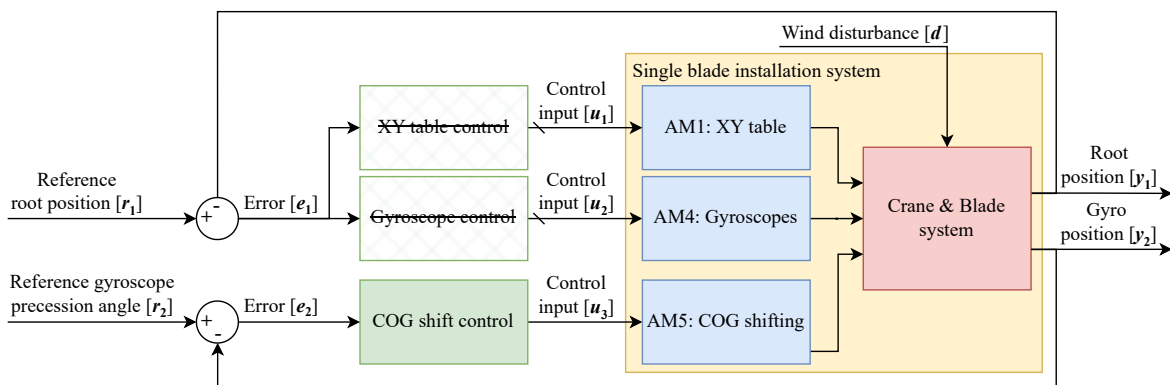 Wind disturbance [d]
Single blade installation system
Control
input [u₁]
XY table control
AM1: XY table
Reference
root position [r₁]
+
-
Error [e₁]
Control
input [u₂]
Gyroscope control
AM4: Gyroscopes
Crane & Blade
system
Root
position [y₁]
Gyro
position [y₂]
Reference gyroscope
precession angle [r₂]
+
-
Error [e₂]
COG shift control
Control
input [u₃]
AM5: COG shifting